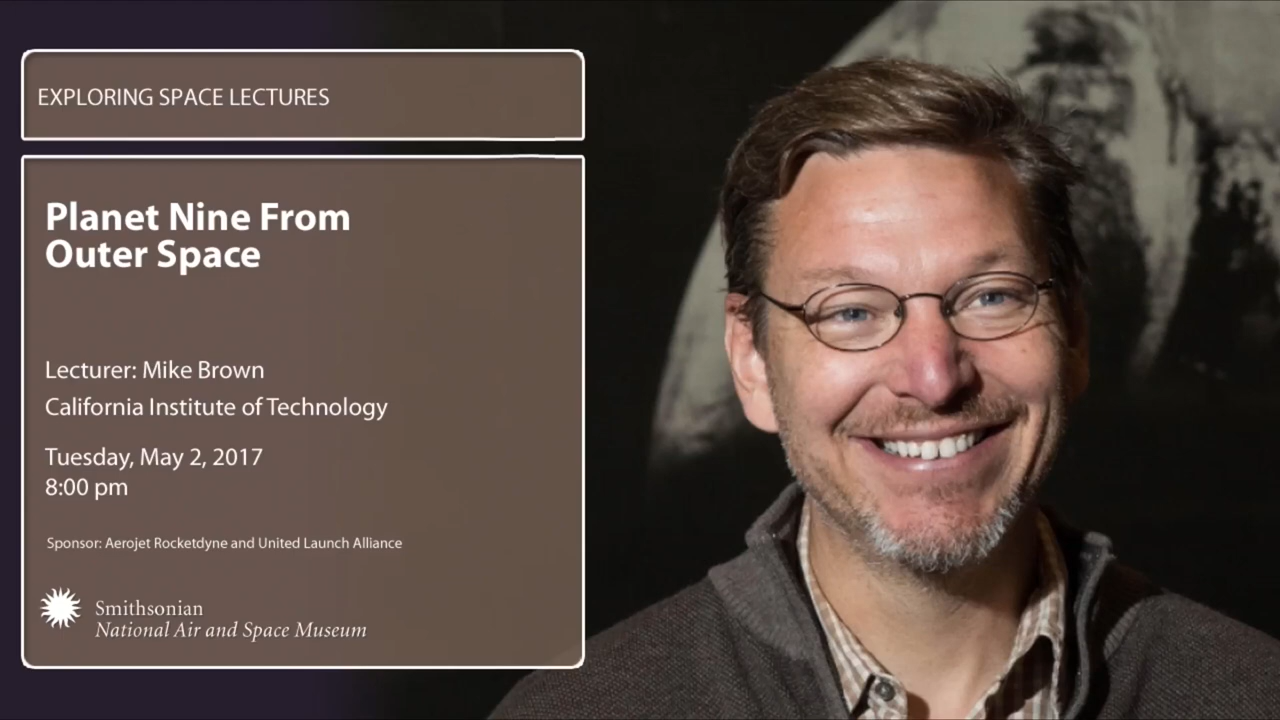 EXPLORING SPACE LECTURES
Planet Nine From
Outer Space
Lecturer: Mike Brown
California Institute of Technology
Tuesday, May 2, 2017
8:00 pm
Sponsor: Aerojet Rocketdyne and United Launch Alliance
Smithsonian
National Air and Space Museum